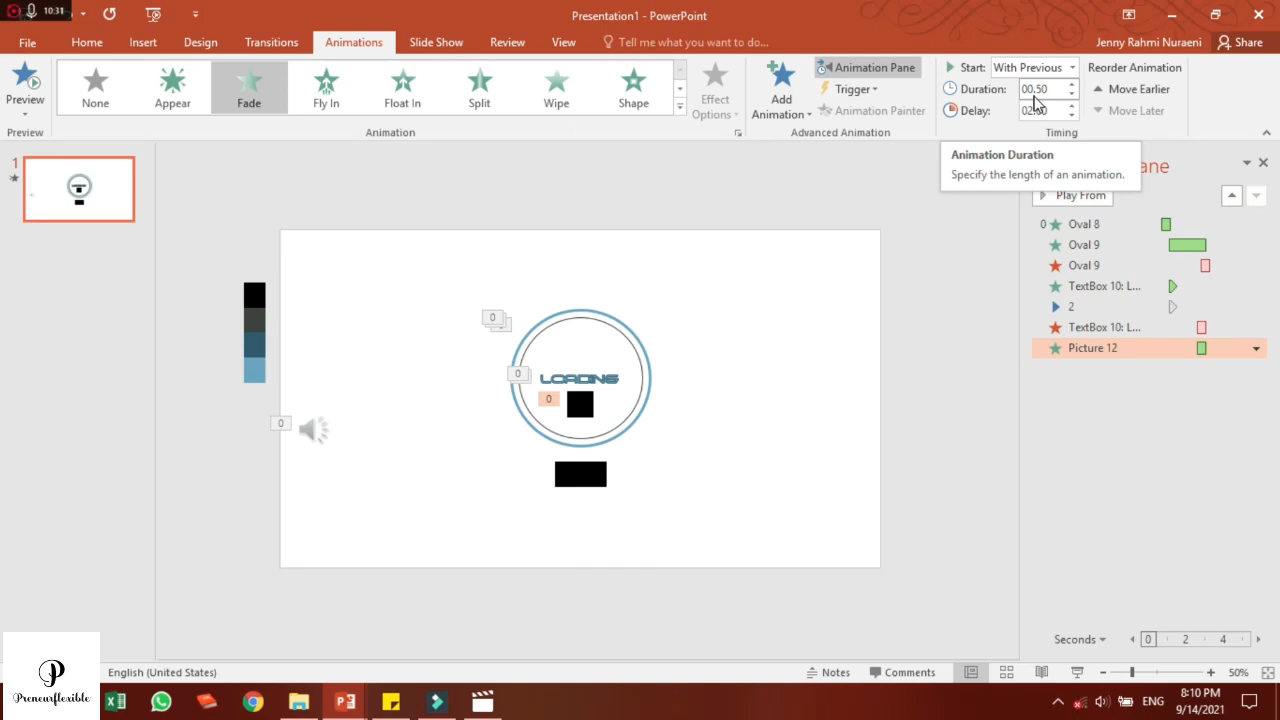 10:31
Presentation1 - PowerPoint
File Home Insert Design Transitions Animations Slide Show Review View Tell me what you want to do... Jenny Rahmi Nuraeni Share
Preview
None Appear Fade Fly In Float In Split Wipe Shape
Effect Options
Add Animation
Animation Pane
Trigger
Animation Painter
Start: With Previous
Duration: 00.50
Delay:
Reorder Animation
Move Earlier
Move Later
Preview Animation Advanced Animation Timing
Animation Duration
Specify the length of an animation.
Play From
1
0 Oval 8
Oval 9
Oval 9
TextBox 10: L...
2
TextBox 10: L...
Picture 12
0
0
LOADING
0
0
Seconds 0 2 4
P
Preneurflexible
English (United States)
Notes Comments 50%
ENG
8:10 PM
9/14/2021